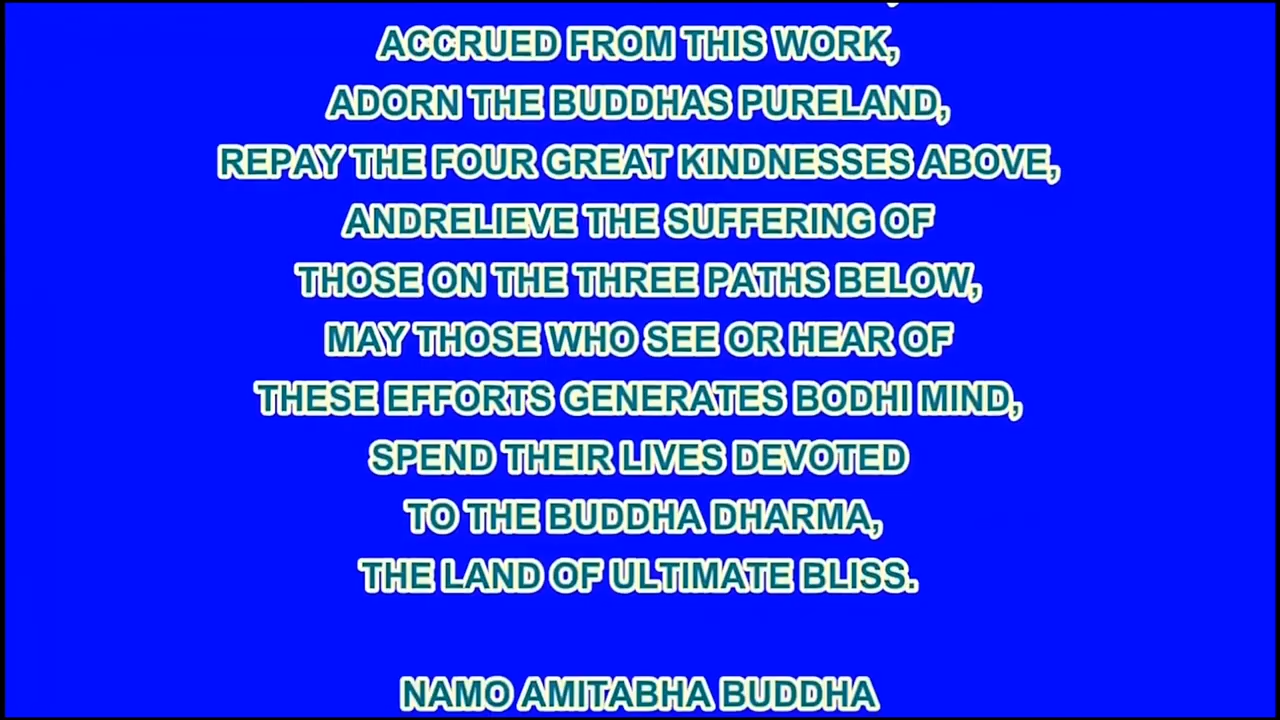 ACCRUED FROM THIS WORK,
ADORN THE BUDDHAS PURELAND,
REPAY THE FOUR GREAT KINDNESSES ABOVE,
ANDRELIEVE THE SUFFERING OF
THOSE ON THE THREE PATHS BELOW,
MAY THOSE WHO SEE OR HEAR OF
THESE EFFORTS GENERATES BODHI MIND,
SPEND THEIR LIVES DEVOTED
TO THE BUDDHA DHARMA,
THE LAND OF ULTIMATE BLISS.
NAMO AMITABHA BUDDHA